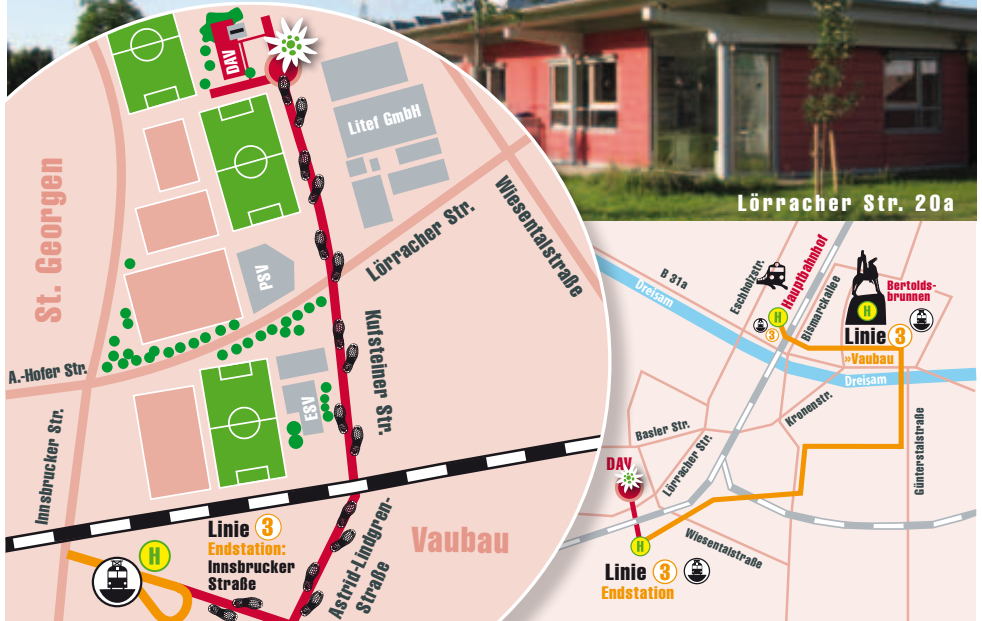 DAV
Litef GmbH
St. Georgen
PSV
Lörracher Str.
Wiesentalstraße
A.-Hofer Str.
Kufsteiner Str.
ESV
Innsbrucker Str.
Linie 3
Endstation:
Innsbrucker
Straße
H
Astrid-Lindgren-
Straße
Vaubau
Lörracher Str. 20a
B 31a
Dreisam
Eschholzstr.
Hauptbahnhof
H
3
Bismarckallee
Bertolds-
brunnen
H
Linie 3
»Vaubau
Dreisam
Kronenstr.
Basler Str.
Lörracher Str.
Günterstalstraße
DAV
Wiesentalstraße
H
Linie 3
Endstation